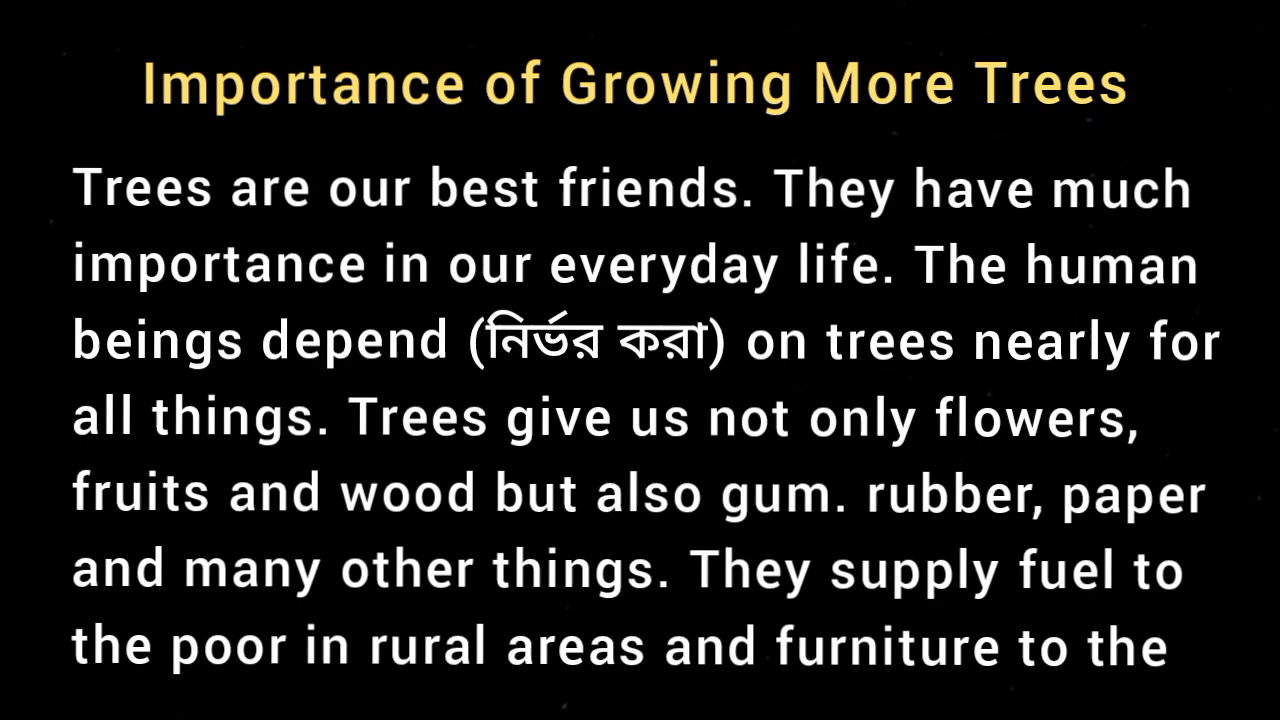 Importance of Growing More Trees
Trees are our best friends. They have much
importance in our everyday life. The human
beings depend (নির্ভর করা) on trees nearly for
all things. Trees give us not only flowers,
fruits and wood but also gum. rubber, paper
and many other things. They supply fuel to
the poor in rural areas and furniture to the